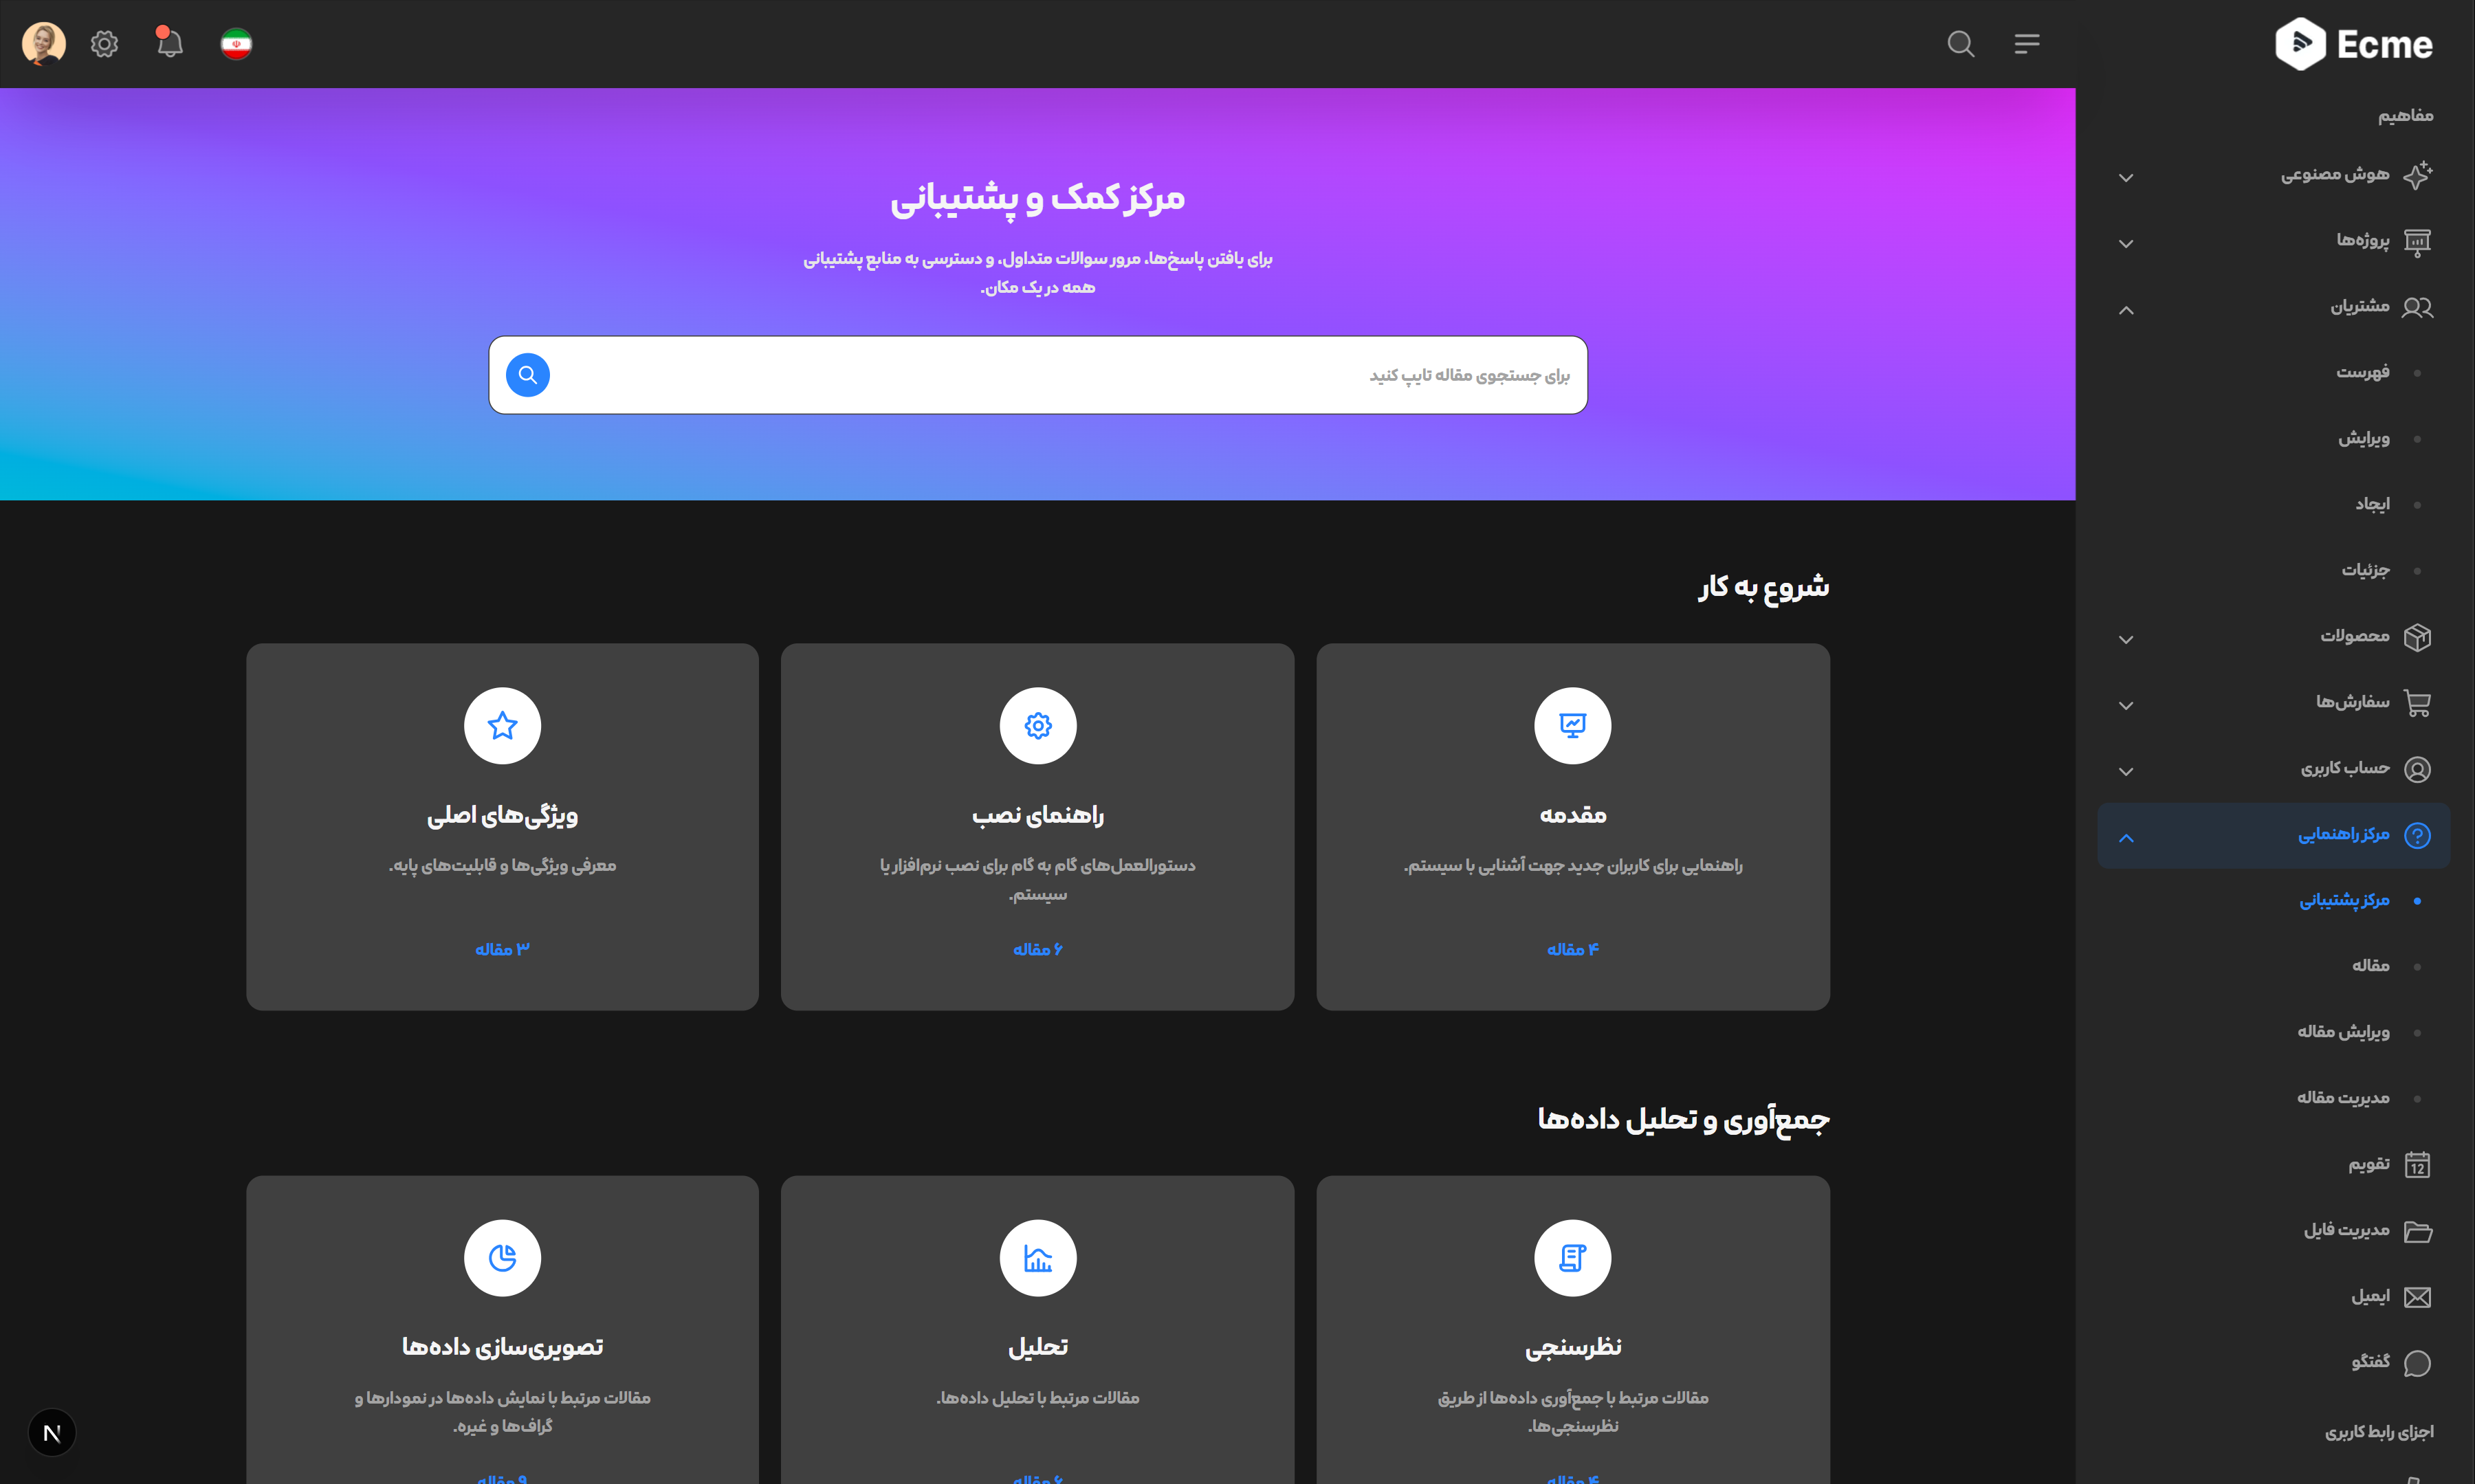 Ecme
مفاهیم
هوش مصنوعی
پروژه‌ها
مشتریان
فهرست
ویرایش
ایجاد
جزئیات
محصولات
سفارش‌ها
حساب کاربری
مرکز راهنمایی
مرکز پشتیبانی
مقاله
ویرایش مقاله
مدیریت مقاله
12
تقویم
مدیریت فایل
ایمیل
گفتگو
اجزای رابط کاربری
مرکز کمک و پشتیبانی
برای یافتن پاسخ‌ها، مرور سوالات متداول، و دسترسی به منابع پشتیبانی
همه در یک مکان.
برای جستجوی مقاله تایپ کنید
شروع به کار
مقدمه
راهنمایی برای کاربران جدید جهت آشنایی با سیستم.
۴ مقاله
راهنمای نصب
دستورالعمل‌های گام به گام برای نصب نرم‌افزار یا
سیستم.
۶ مقاله
ویژگی‌های اصلی
معرفی ویژگی‌ها و قابلیت‌های پایه.
۳ مقاله
جمع‌آوری و تحلیل داده‌ها
نظرسنجی
مقالات مرتبط با جمع‌آوری داده‌ها از طریق
نظرسنجی‌ها.
۴ مقاله
تحلیل
مقالات مرتبط با تحلیل داده‌ها.
۶ مقاله
تصویری‌سازی داده‌ها
مقالات مرتبط با نمایش داده‌ها در نمودارها و
گراف‌ها و غیره.
۹ مقاله
N